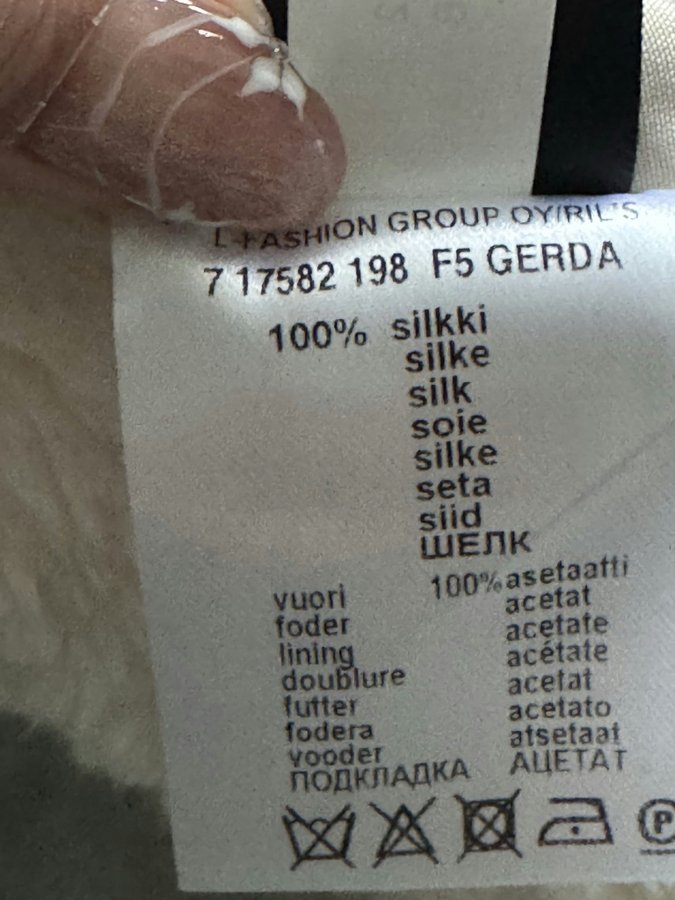 L-FASHION GROUP OY/RIL'S
7 17582 198 F5 GERDA
100% silkki
silke
silk
soie
silke
seta
siid
ШЕЛК
vuori 100% asetaatti
foder acetat
lining acetate
doublure acétate
futter acetat
fodera acetato
vooder atsetaat
ПОДКЛАДКА АЦЕТАТ
P